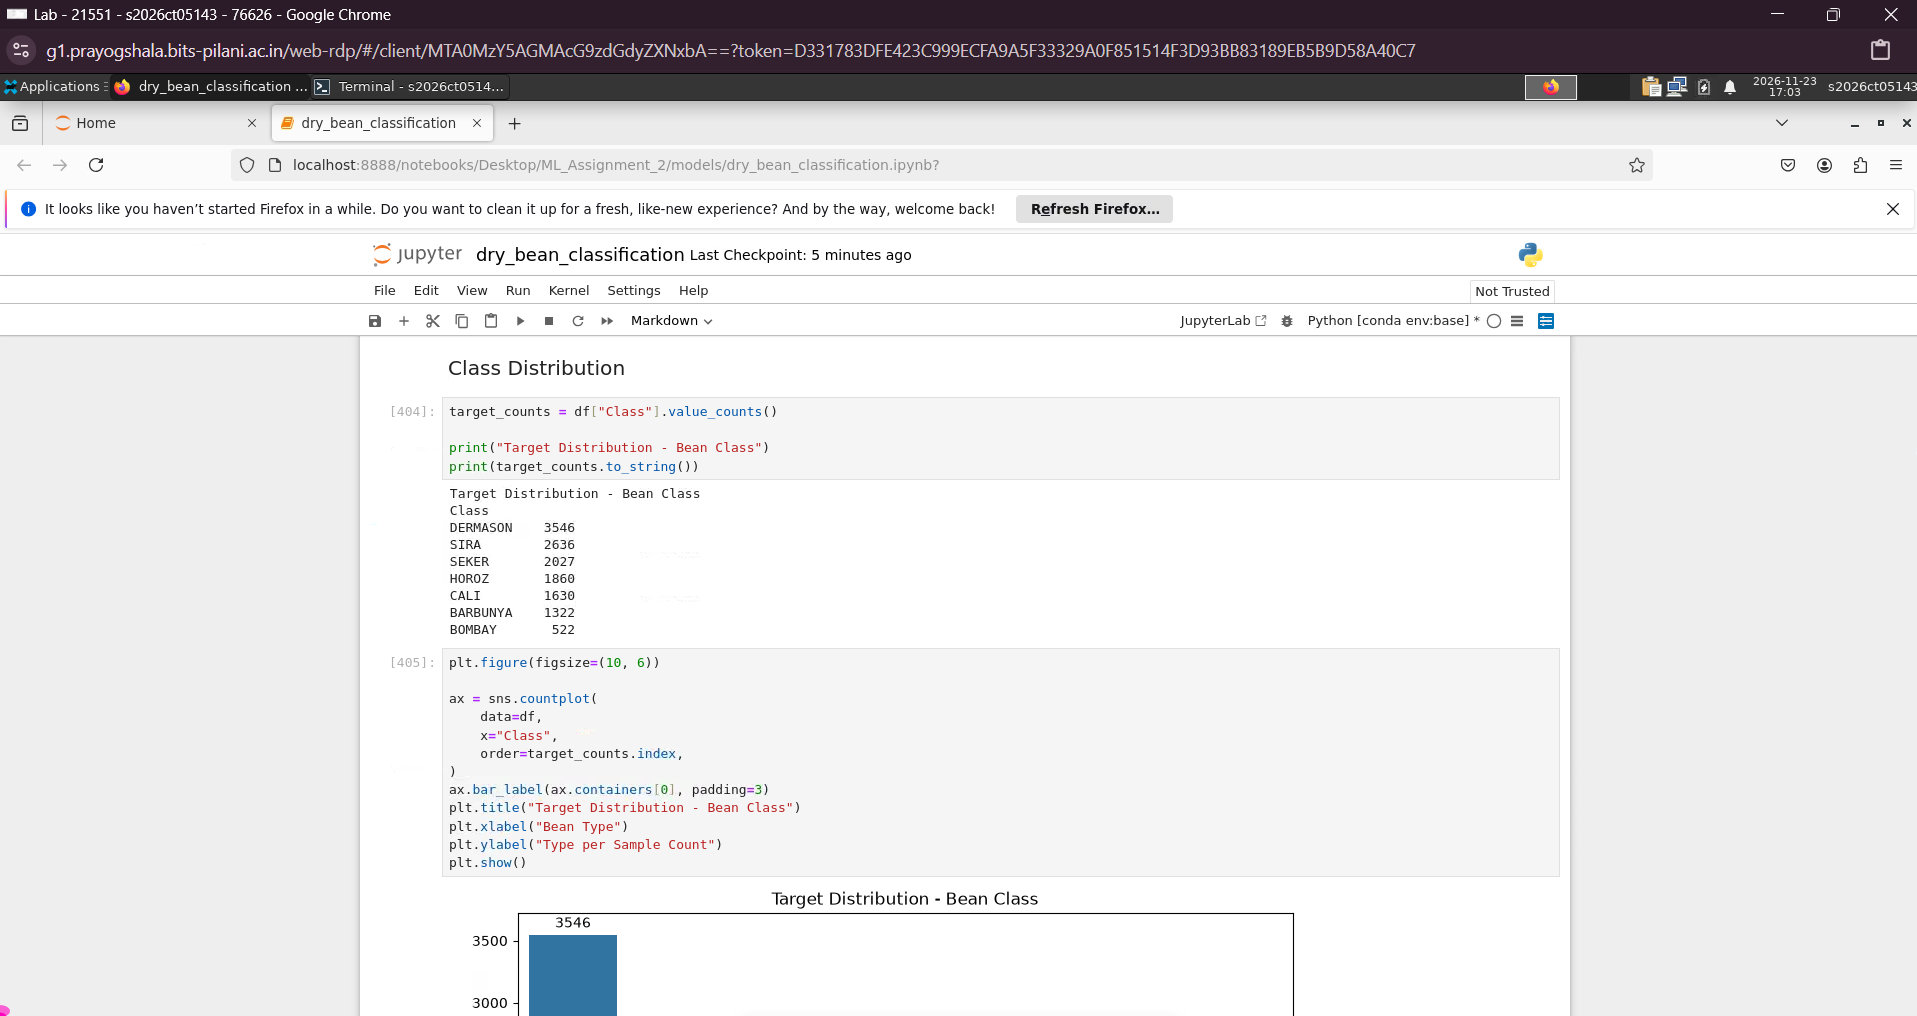 Lab - 21551 - s2026ct05143 - 76626 - Google Chrome
g1.prayogshala.bits-pilani.ac.in/web-rdp/#/client/MTA0MzY5AGMAcG9zdGdyZXNxbA==?token=D331783DFE423C999ECFA9A5F33329A0F851514F3D93BB83189EB5B9D58A40C7
Applications dry_bean_classification ... Terminal - s2026ct0514... 2026-11-23 s2026ct05143
17:03
Home dry_bean_classification
localhost:8888/notebooks/Desktop/ML_Assignment_2/models/dry_bean_classification.ipynb?
It looks like you haven’t started Firefox in a while. Do you want to clean it up for a fresh, like-new experience? And by the way, welcome back! Refresh Firefox...
jupyter dry_bean_classification Last Checkpoint: 5 minutes ago
File Edit View Run Kernel Settings Help Not Trusted
Markdown JupyterLab Python [conda env:base] *
Class Distribution
[404]: target_counts = df["Class"].value_counts()
print("Target Distribution - Bean Class")
print(target_counts.to_string())
Target Distribution - Bean Class
Class
DERMASON 3546
SIRA 2636
SEKER 2027
HOROZ 1860
CALI 1630
BARBUNYA 1322
BOMBAY 522
[405]: plt.figure(figsize=(10, 6))
ax = sns.countplot(
data=df,
x="Class",
order=target_counts.index,
)
ax.bar_label(ax.containers[0], padding=3)
plt.title("Target Distribution - Bean Class")
plt.xlabel("Bean Type")
plt.ylabel("Type per Sample Count")
plt.show()
Target Distribution - Bean Class
3546
3500
3000